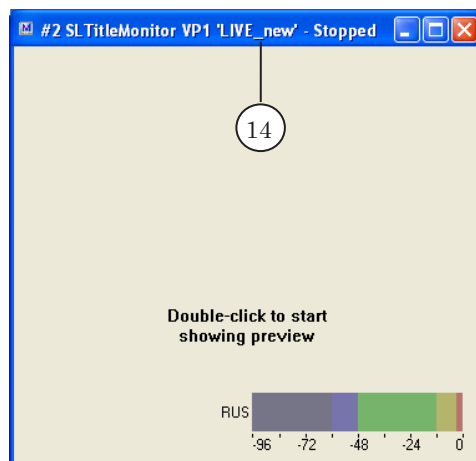 #2 SLTitleMonitor VP1 'LIVE_new' - Stopped
14
Double-click to start
showing preview
RUS
-96 -72 -48 -24 0